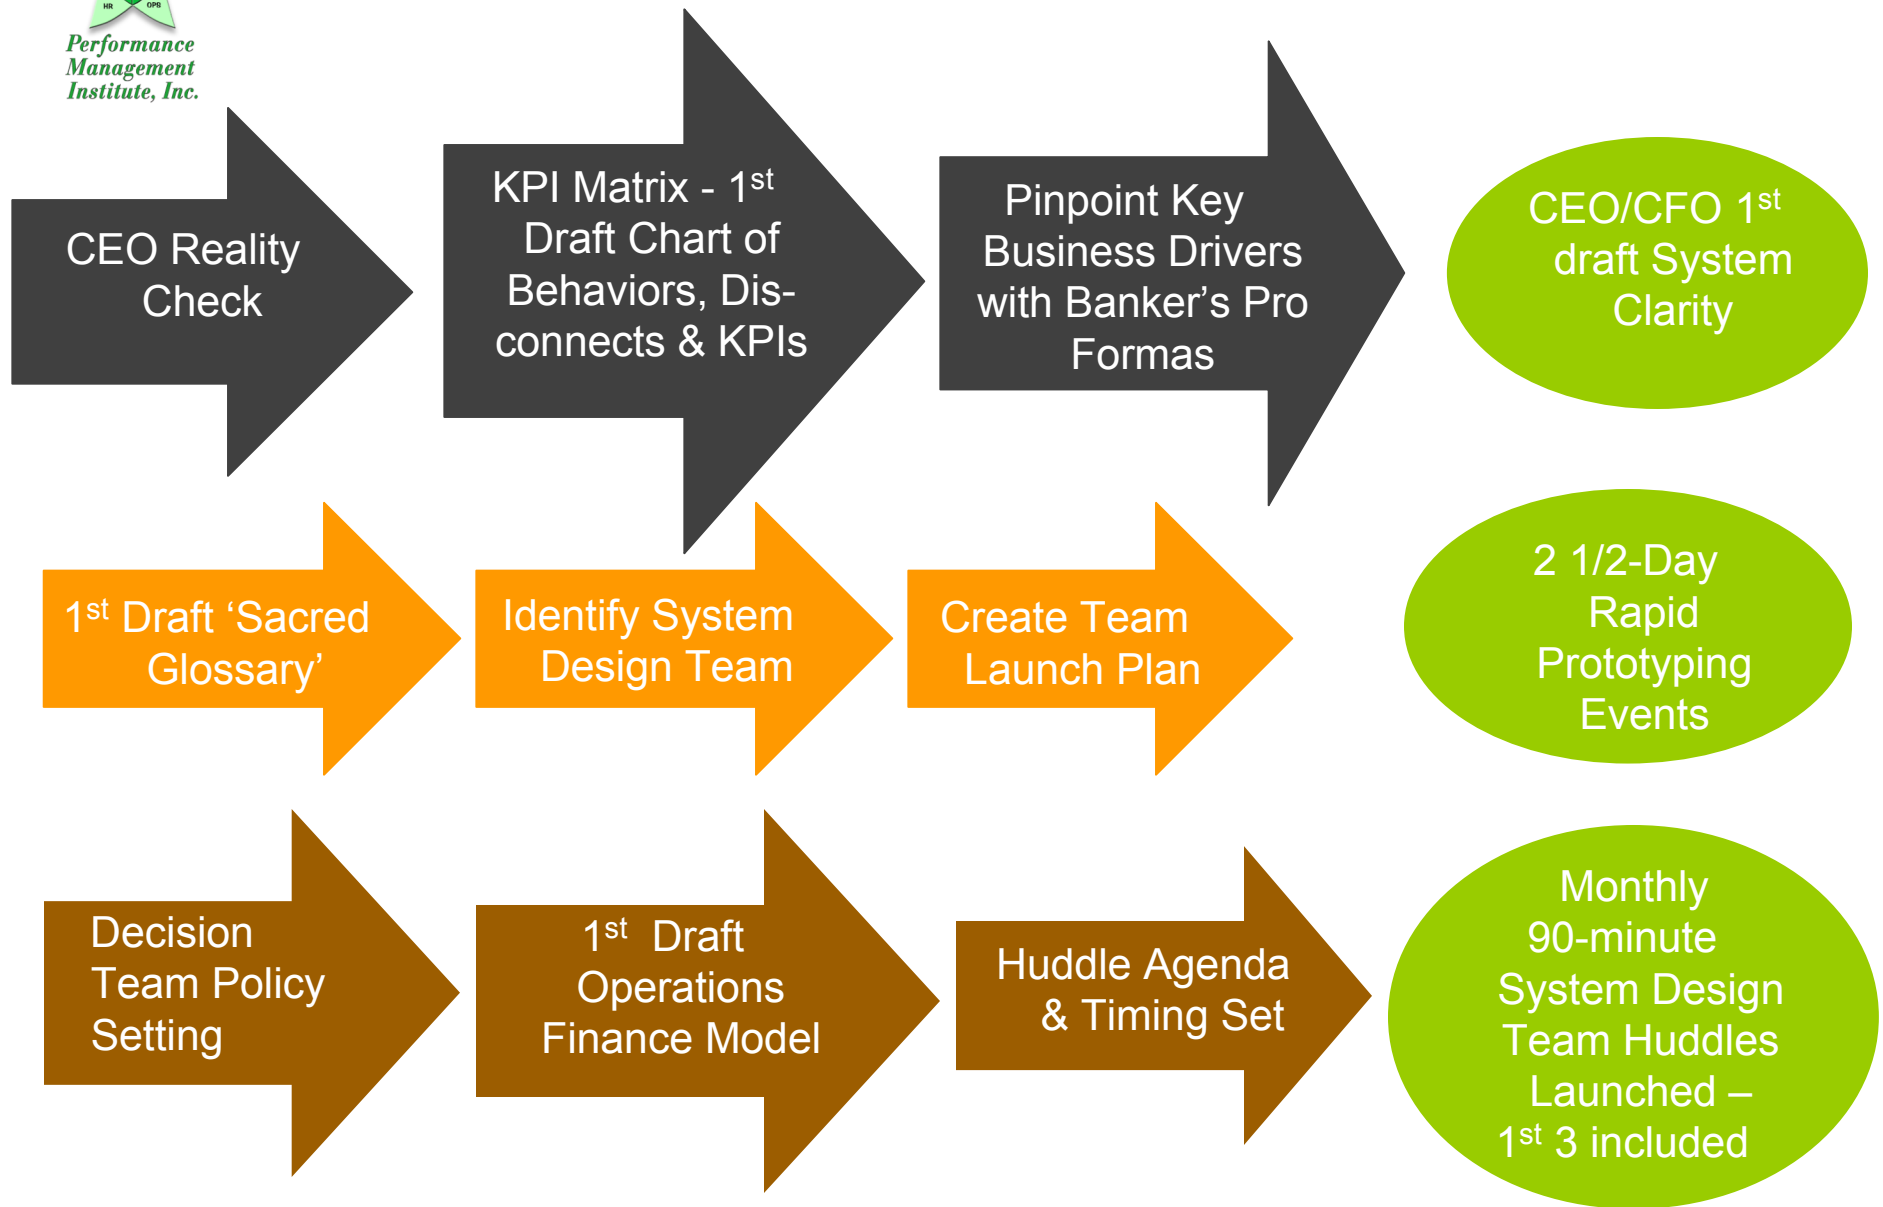 HR OPS
Performance
Management
Institute, Inc.
CEO Reality
Check
KPI Matrix - 1st
Draft Chart of
Behaviors, Dis-
connects & KPIs
Pinpoint Key
Business Drivers
with Banker’s Pro
Formas
CEO/CFO 1st
draft System
Clarity
1st Draft ‘Sacred
Glossary’
Identify System
Design Team
Create Team
Launch Plan
2 1/2-Day
Rapid
Prototyping
Events
Decision
Team Policy
Setting
1st Draft
Operations
Finance Model
Huddle Agenda
& Timing Set
Monthly
90-minute
System Design
Team Huddles
Launched –
1st 3 included